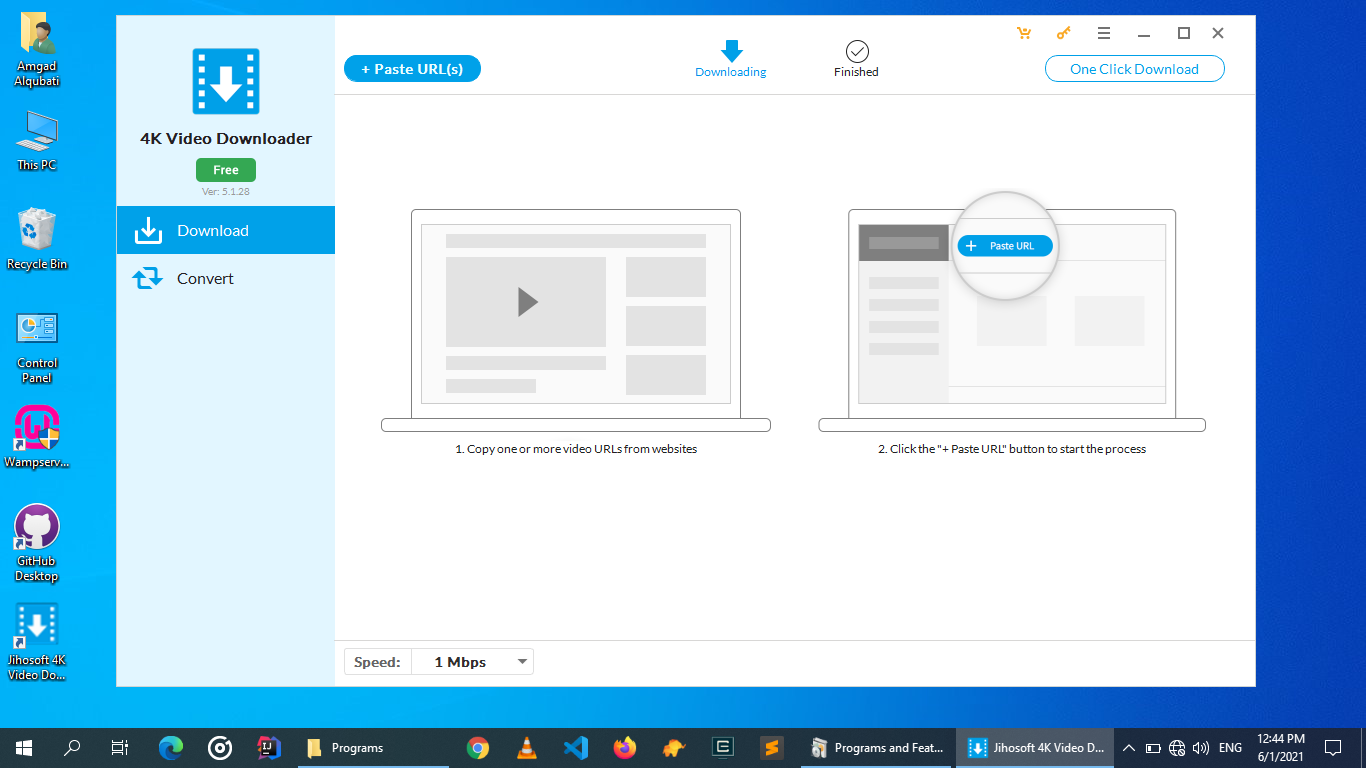 Amgad
Alqubati
This PC
Recycle Bin
Control
Panel
Wampserv...
GitHub
Desktop
Jihosoft 4K
Video Do...
4K Video Downloader
Free
Ver: 5.1.28
Download
Convert
+ Paste URL(s)
Downloading
Finished
One Click Download
+ Paste URL
1. Copy one or more video URLs from websites
2. Click the "+ Paste URL" button to start the process
Speed:
1 Mbps
Programs
Programs and Feat...
Jihosoft 4K Video D...
ENG
12:44 PM
6/1/2021